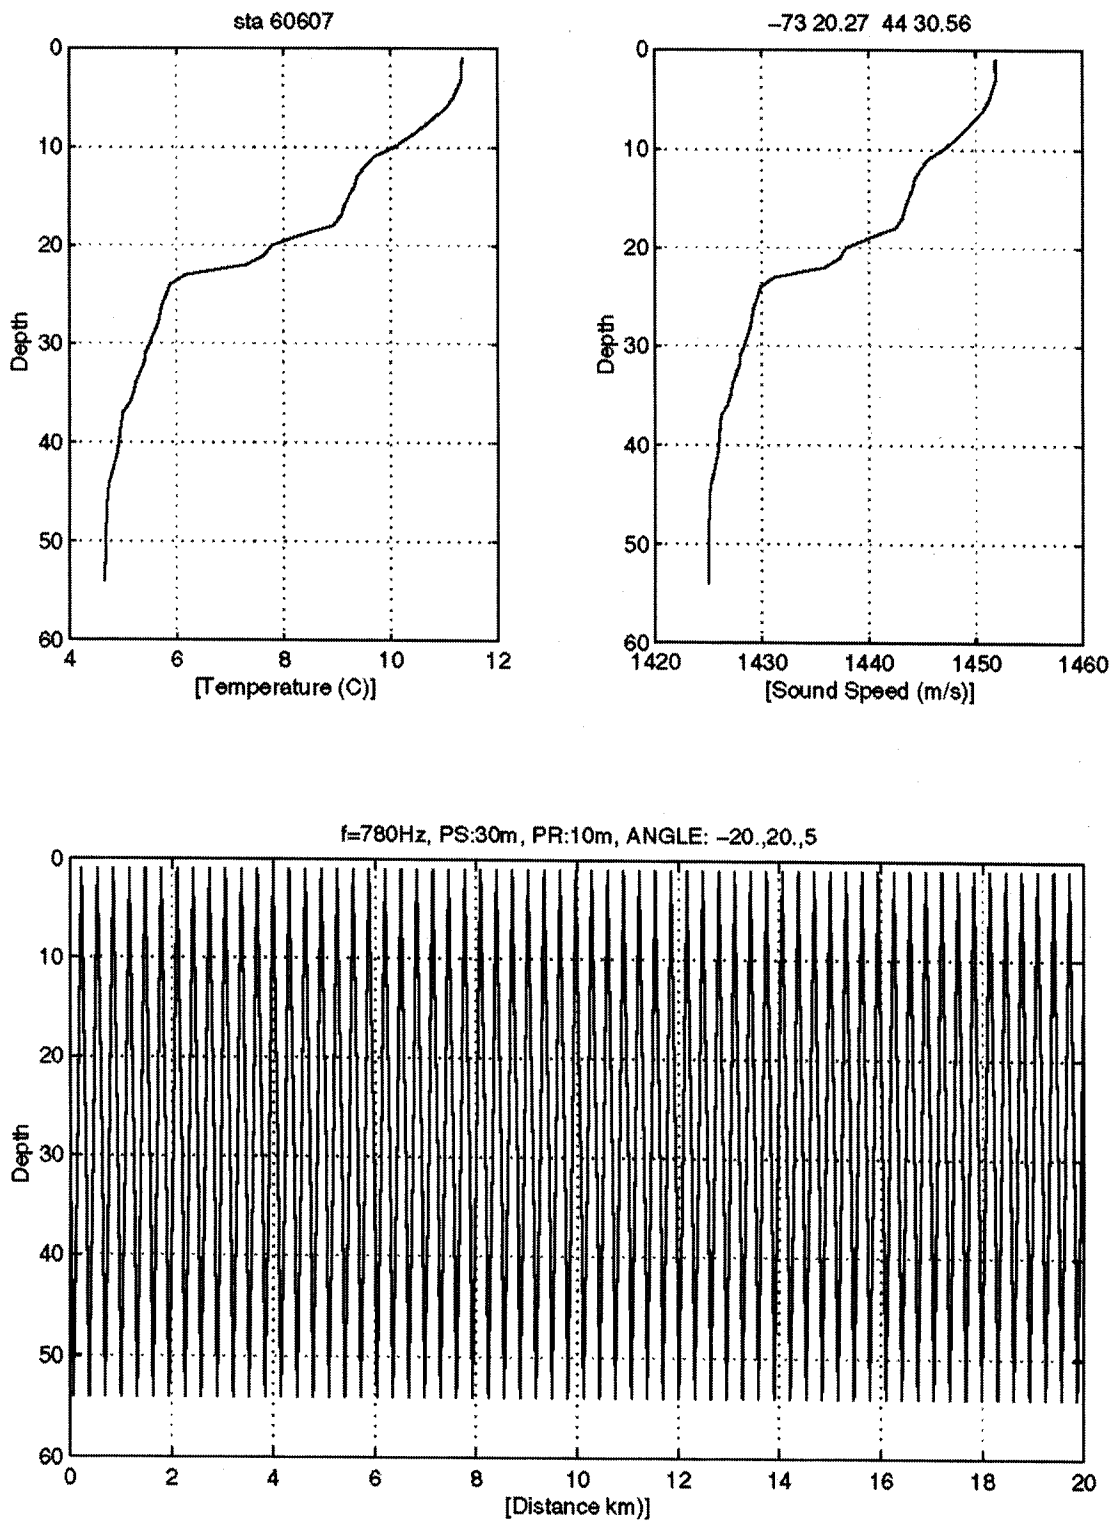 sta 60607
0
10
20
30
40
50
60
Depth
4 6 8 10 12
[Temperature (C)]
−73 20.27 44 30.56
0
10
20
30
40
50
60
Depth
1420 1430 1440 1450 1460
[Sound Speed (m/s)]
f=780Hz, PS:30m, PR:10m, ANGLE: −20.,20.,5
0
10
20
30
40
50
60
Depth
0 2 4 6 8 10 12 14 16 18 20
[Distance km)]